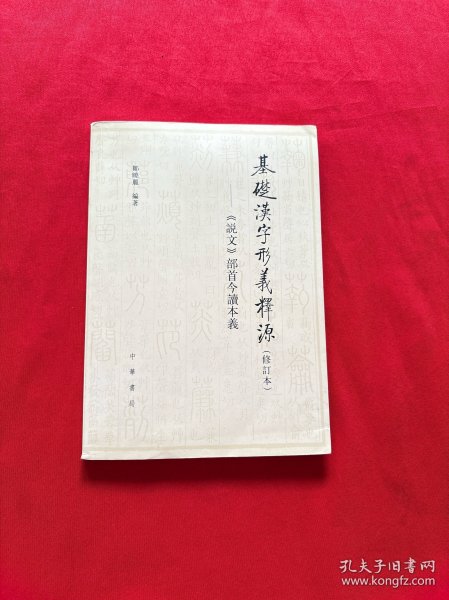 基礎漢字形義釋源(修訂本)
——《説文》部首今讀本義
鄒曉麗 編著
中華書局
孔夫子旧书网
www.kongfz.com